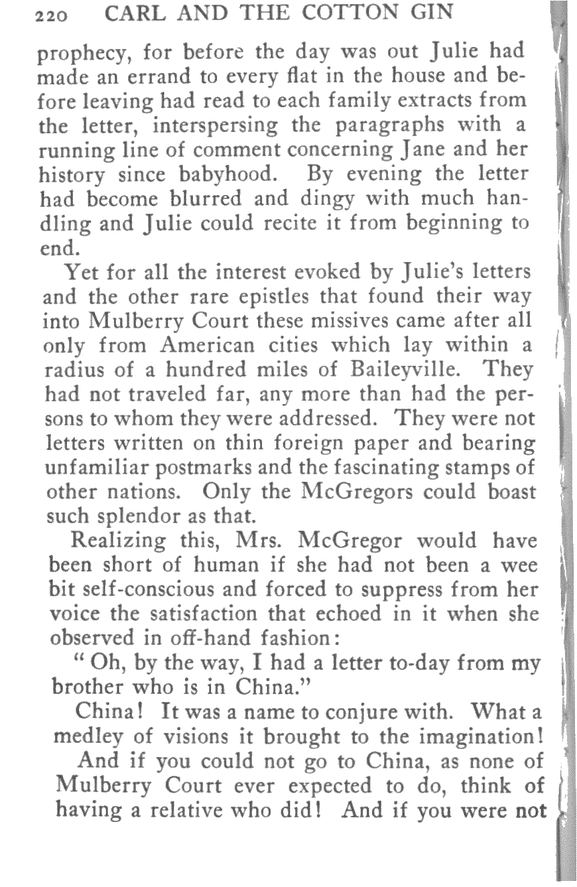 220 CARL AND THE COTTON GIN
prophecy, for before the day was out Julie had
made an errand to every flat in the house and be-
fore leaving had read to each family extracts from
the letter, interspersing the paragraphs with a
running line of comment concerning Jane and her
history since babyhood. By evening the letter
had become blurred and dingy with much han-
dling and Julie could recite it from beginning to
end.
Yet for all the interest evoked by Julie's letters
and the other rare epistles that found their way
into Mulberry Court these missives came after all
only from American cities which lay within a
radius of a hundred miles of Baileyville. They
had not traveled far, any more than had the per-
sons to whom they were addressed. They were not
letters written on thin foreign paper and bearing
unfamiliar postmarks and the fascinating stamps of
other nations. Only the McGregors could boast
such splendor as that.
Realizing this, Mrs. McGregor would have
been short of human if she had not been a wee
bit self-conscious and forced to suppress from her
voice the satisfaction that echoed in it when she
observed in off-hand fashion:
“Oh, by the way, I had a letter to-day from my
brother who is in China.”
China! It was a name to conjure with. What a
medley of visions it brought to the imagination!
And if you could not go to China, as none of
Mulberry Court ever expected to do, think of
having a relative who did! And if you were not